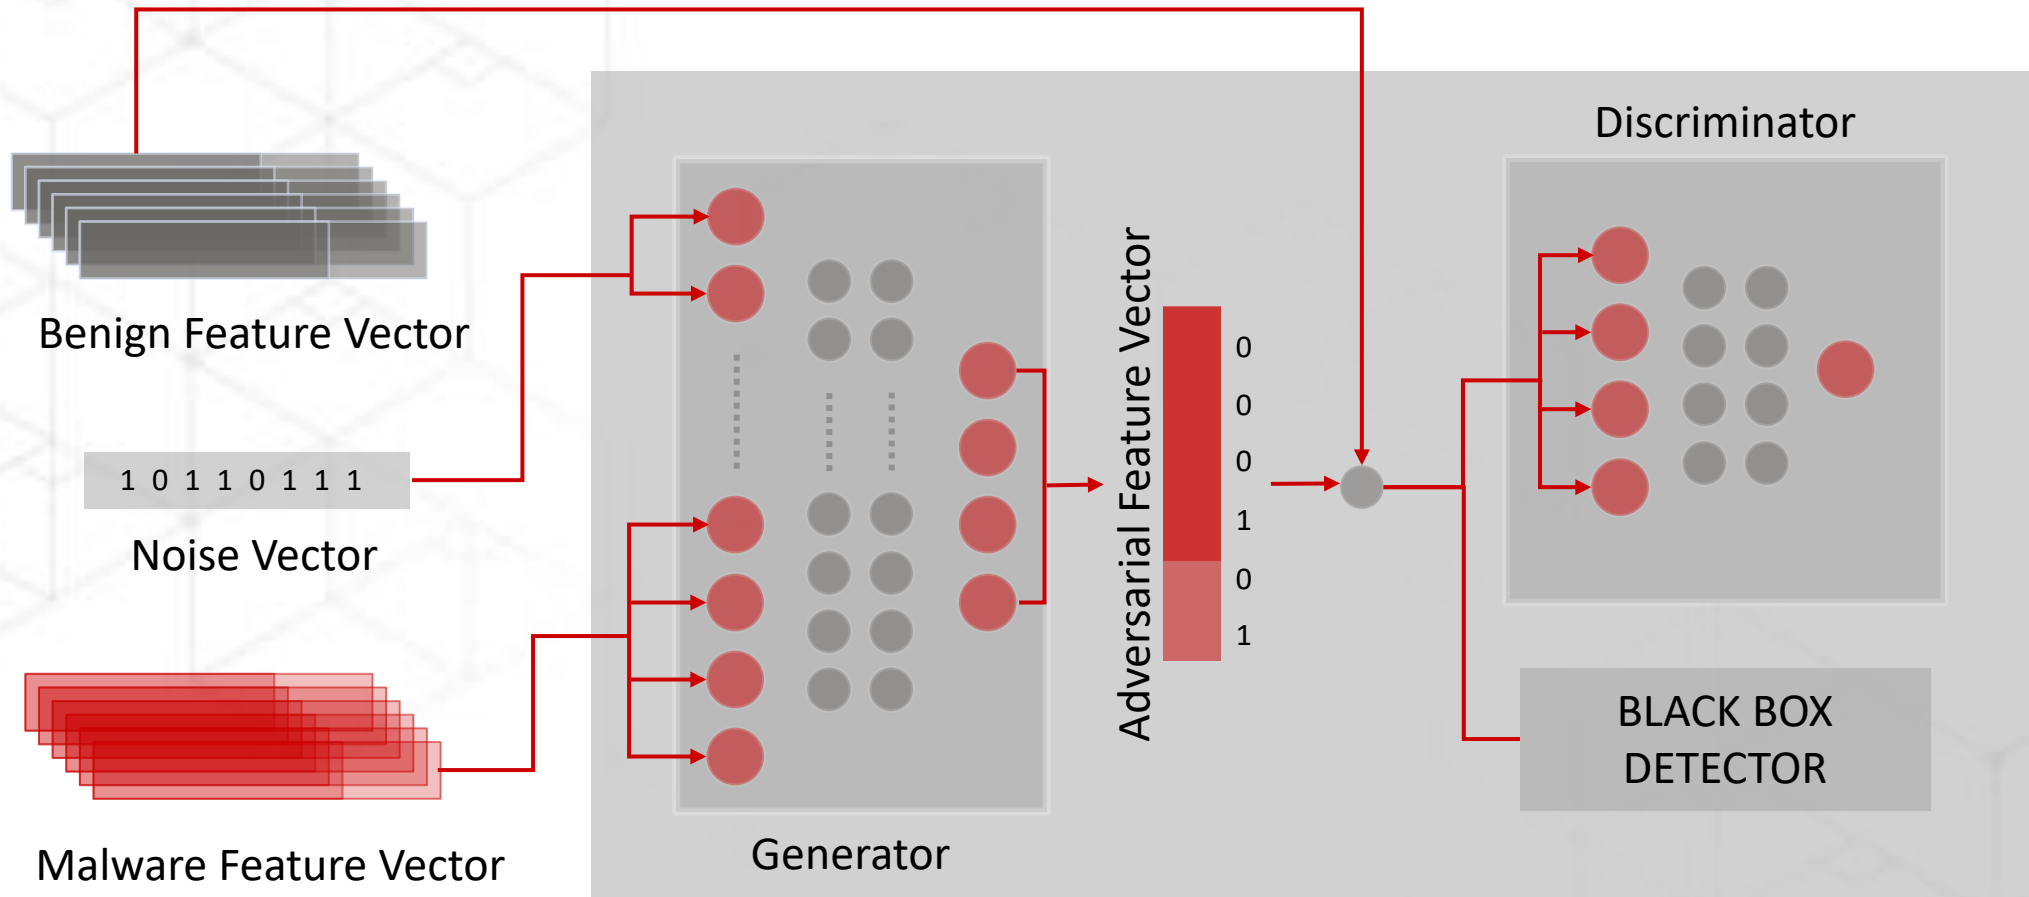 Benign Feature Vector
1 0 1 1 0 1 1 1
Noise Vector
Malware Feature Vector
Generator
Adversarial Feature Vector
0
0
0
1
0
1
Discriminator
BLACK BOX
DETECTOR